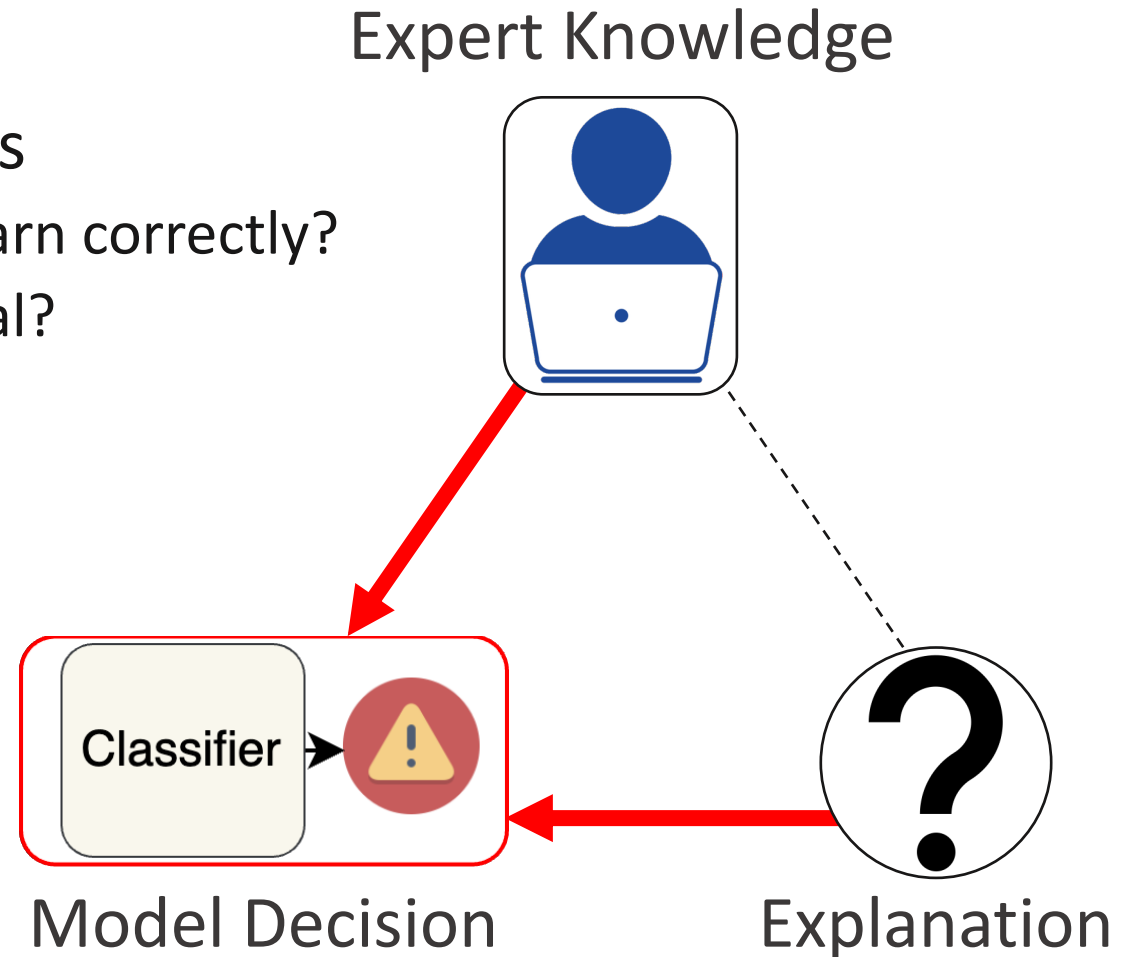 Expert Knowledge
s
arn correctly?
al?
Classifier
Model Decision
Explanation